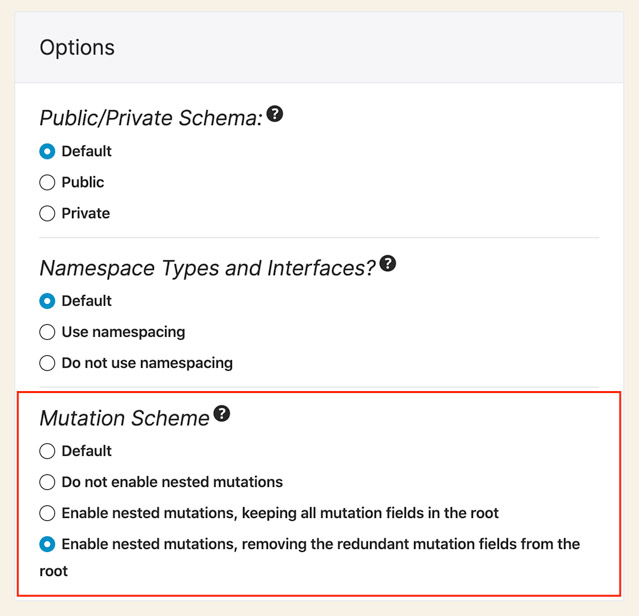 Options
Public/Private Schema: ?
Default
Public
Private
Namespace Types and Interfaces? ?
Default
Use namespacing
Do not use namespacing
Mutation Scheme ?
Default
Do not enable nested mutations
Enable nested mutations, keeping all mutation fields in the root
Enable nested mutations, removing the redundant mutation fields from the
root